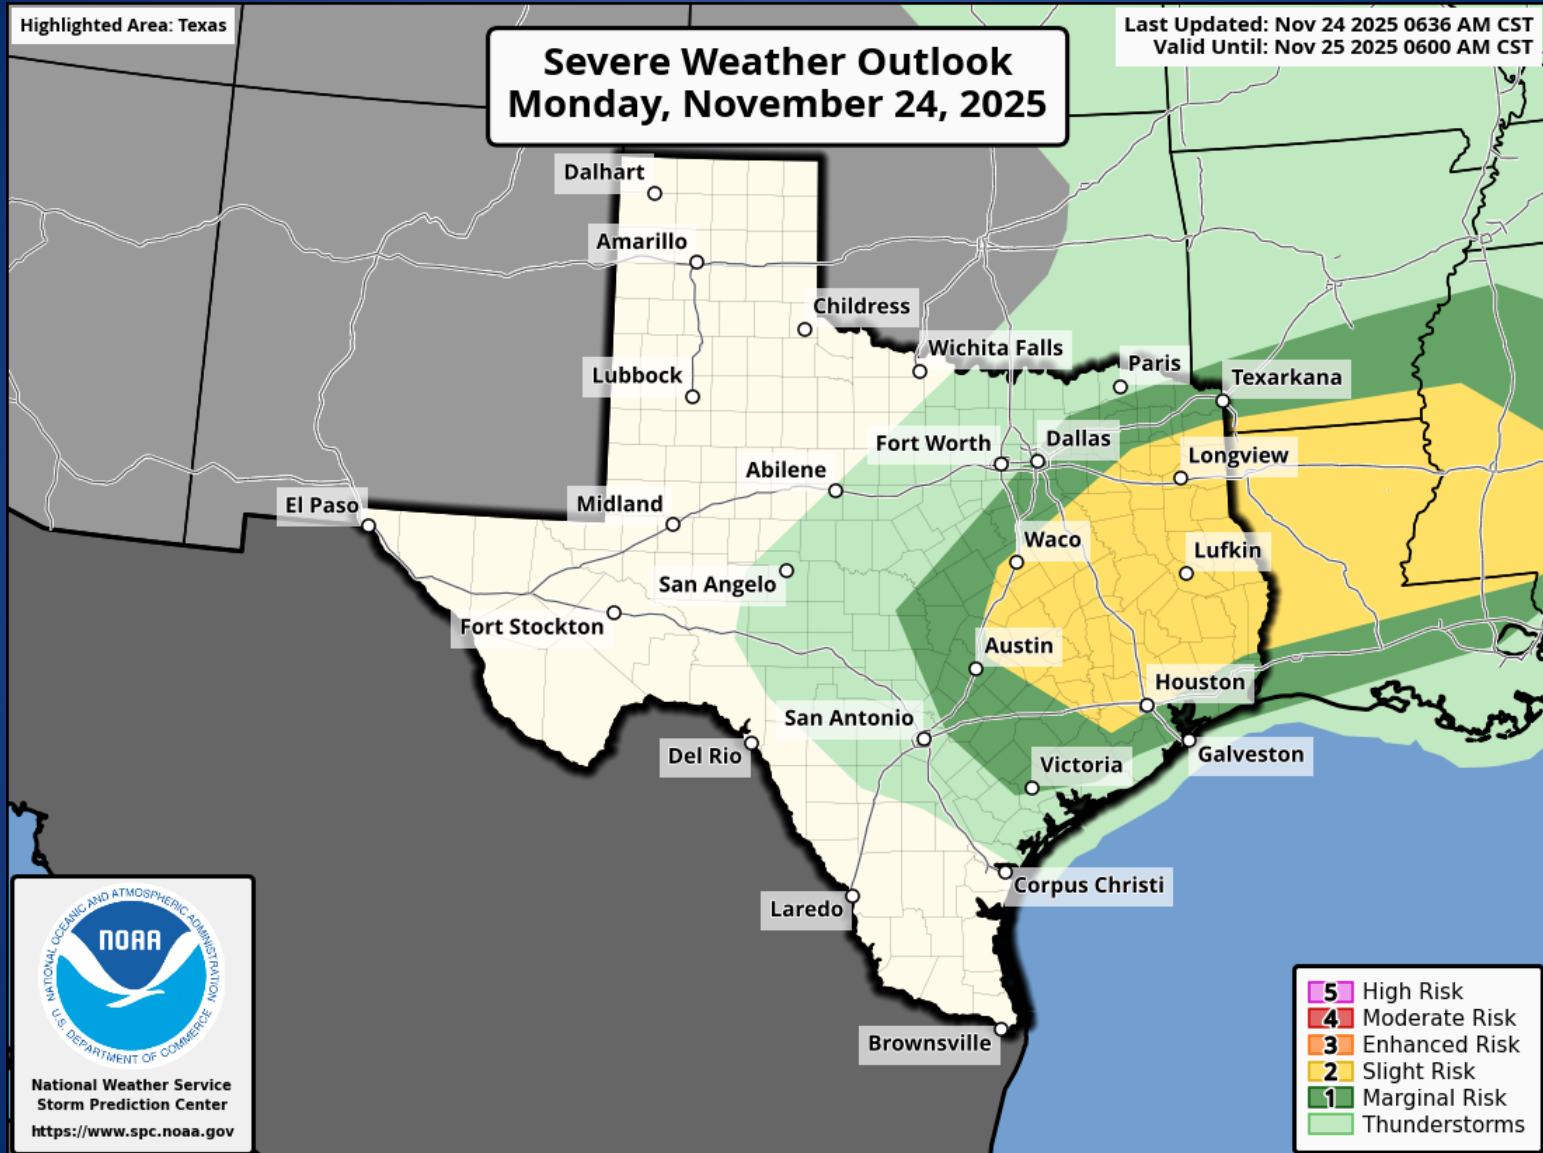 Highlighted Area: Texas
Last Updated: Nov 24 2025 0636 AM CST
Valid Until: Nov 25 2025 0600 AM CST
Severe Weather Outlook
Monday, November 24, 2025
Dalhart
Amarillo
Childress
Wichita Falls
Paris
Lubbock
Texarkana
Fort Worth
Dallas
Longview
Abilene
El Paso
Midland
Waco
Lufkin
San Angelo
Fort Stockton
Austin
Houston
San Antonio
Del Rio
Galveston
Victoria
Corpus Christi
Laredo
Brownsville
NATIONAL OCEANIC AND ATMOSPHERIC ADMINISTRATION
NOAA
U.S. DEPARTMENT OF COMMERCE
National Weather Service
Storm Prediction Center
https://www.spc.noaa.gov
5 High Risk
4 Moderate Risk
3 Enhanced Risk
2 Slight Risk
1 Marginal Risk
Thunderstorms